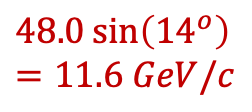 48.0 sin(14°)
= 11.6 GeV/c